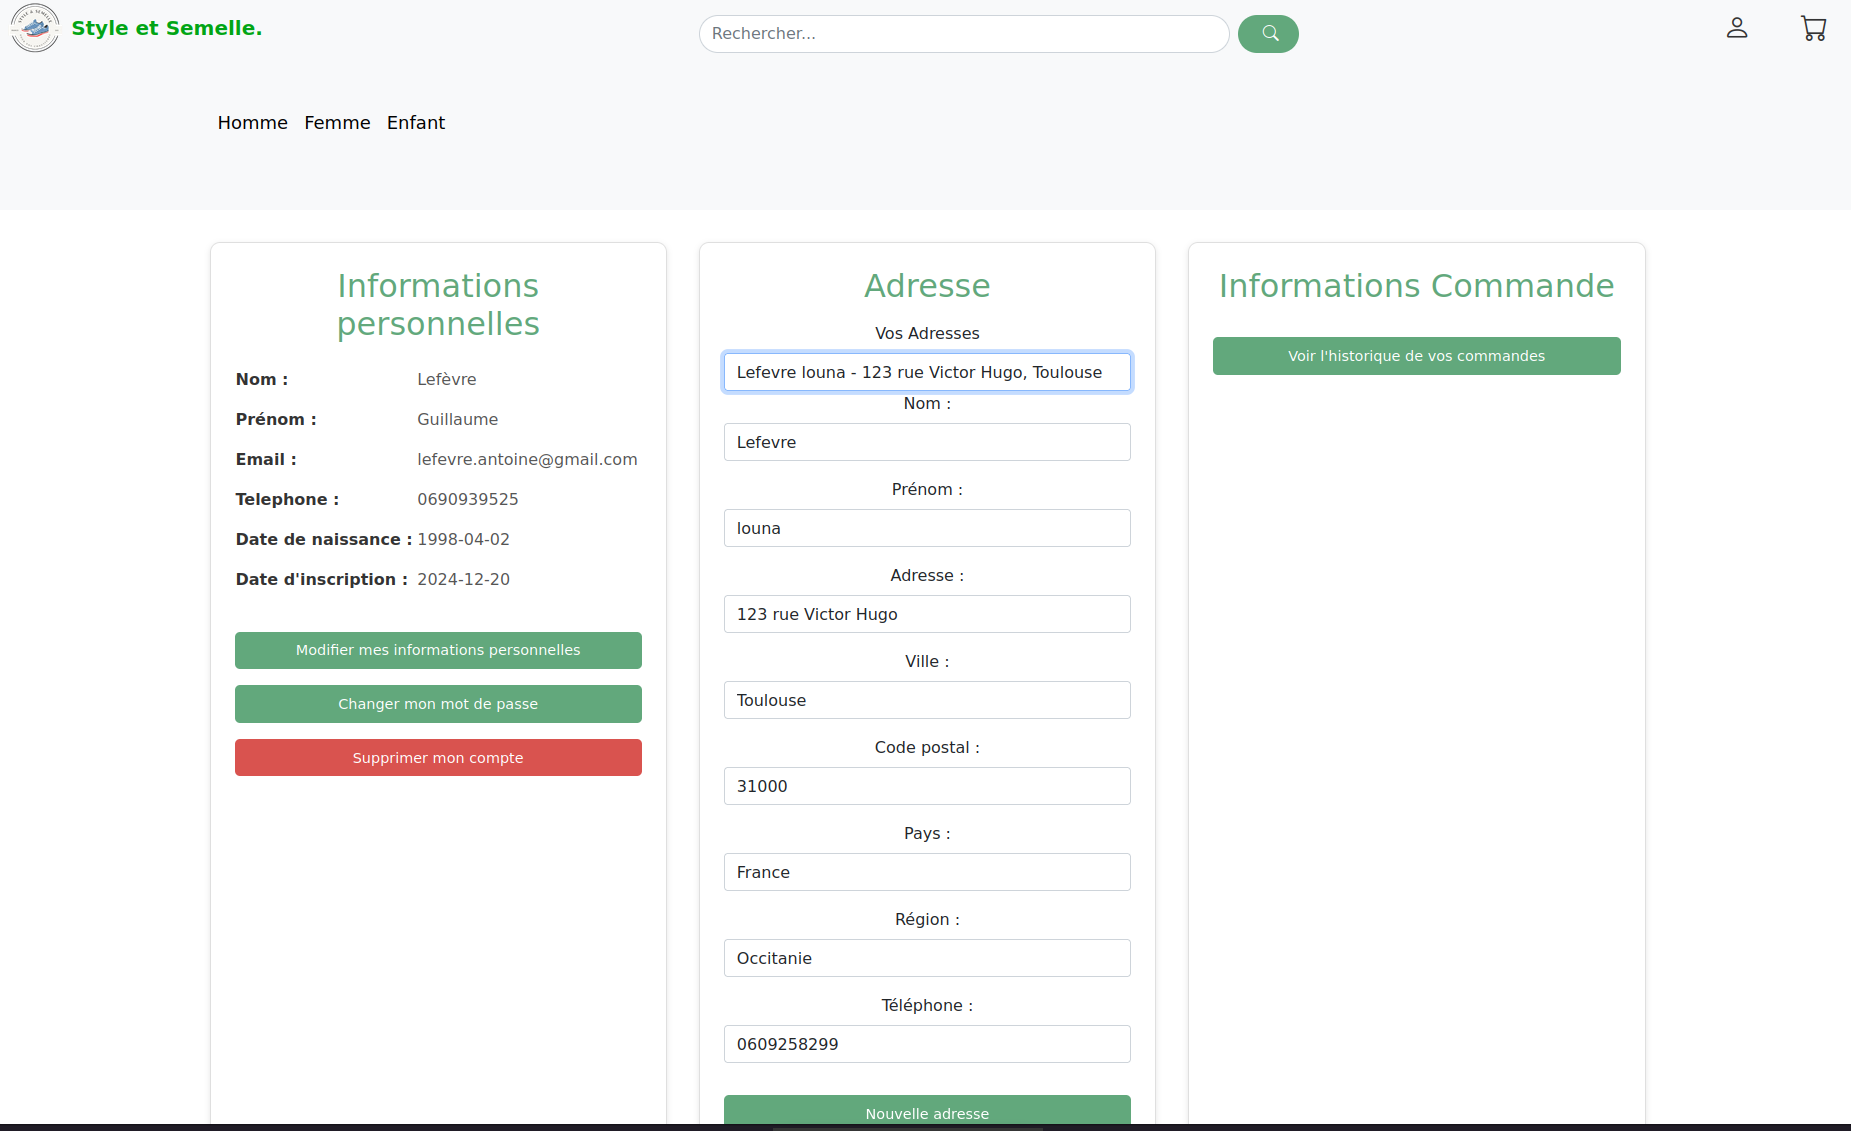 Style et Semelle.
Rechercher...
Homme Femme Enfant
Informations
personnelles
Nom : Lefèvre
Prénom : Guillaume
Email : lefevre.antoine@gmail.com
Telephone : 0690939525
Date de naissance : 1998-04-02
Date d'inscription : 2024-12-20
Modifier mes informations personnelles
Changer mon mot de passe
Supprimer mon compte
Adresse
Vos Adresses
Lefevre louna - 123 rue Victor Hugo, Toulouse
Nom :
Lefevre
Prénom :
louna
Adresse :
123 rue Victor Hugo
Ville :
Toulouse
Code postal :
31000
Pays :
France
Région :
Occitanie
Téléphone :
0609258299
Nouvelle adresse
Informations Commande
Voir l'historique de vos commandes